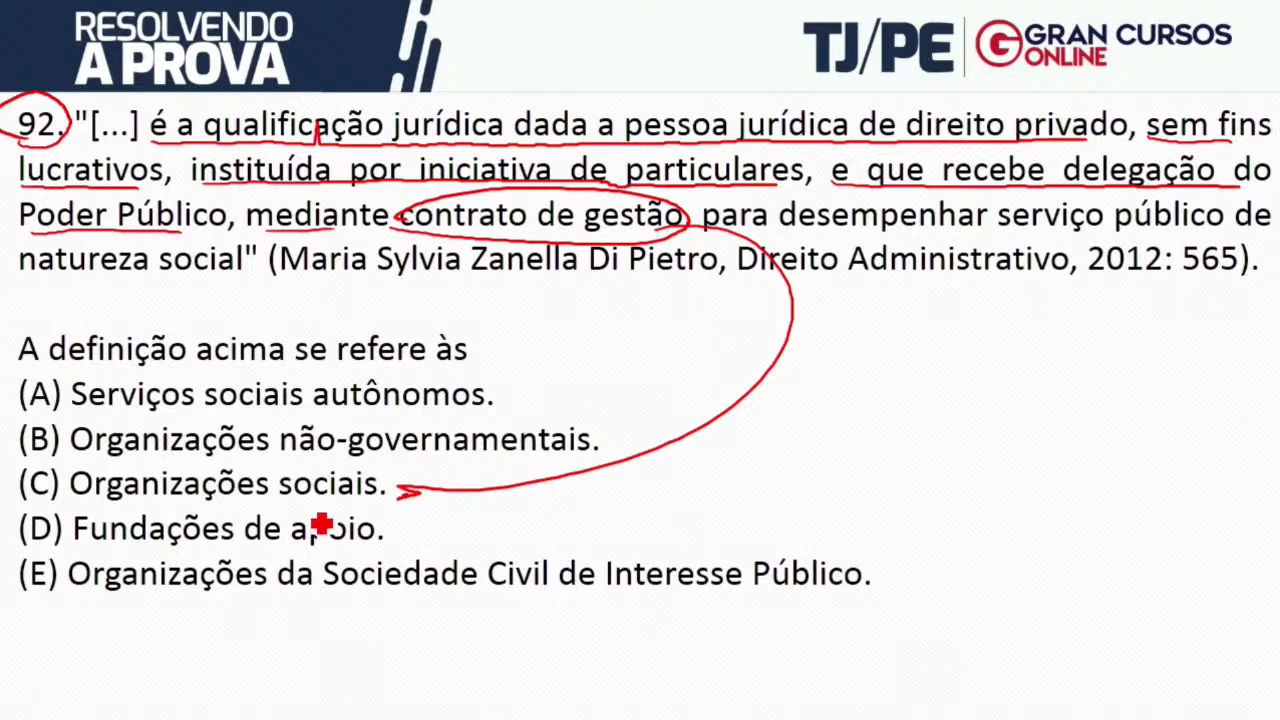 RESOLVENDO
A PROVA
TJ/PE
GRAN CURSOS
ONLINE
92. "[...] é a qualificação jurídica dada a pessoa jurídica de direito privado, sem fins
lucrativos, instituída por iniciativa de particulares, e que recebe delegação do
Poder Público, mediante contrato de gestão, para desempenhar serviço público de
natureza social" (Maria Sylvia Zanella Di Pietro, Direito Administrativo, 2012: 565).
A definição acima se refere às
(A) Serviços sociais autônomos.
(B) Organizações não-governamentais.
(C) Organizações sociais.
(D) Fundações de apoio.
(E) Organizações da Sociedade Civil de Interesse Público.